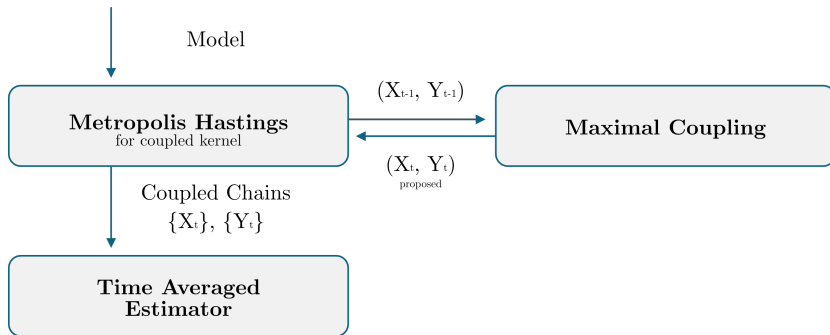 Model
Metropolis Hastings
for coupled kernel
(Xₜ₋₁, Yₜ₋₁)
Maximal Coupling
(Xₜ, Yₜ)
proposed
Coupled Chains
{Xₜ}, {Yₜ}
Time Averaged
Estimator